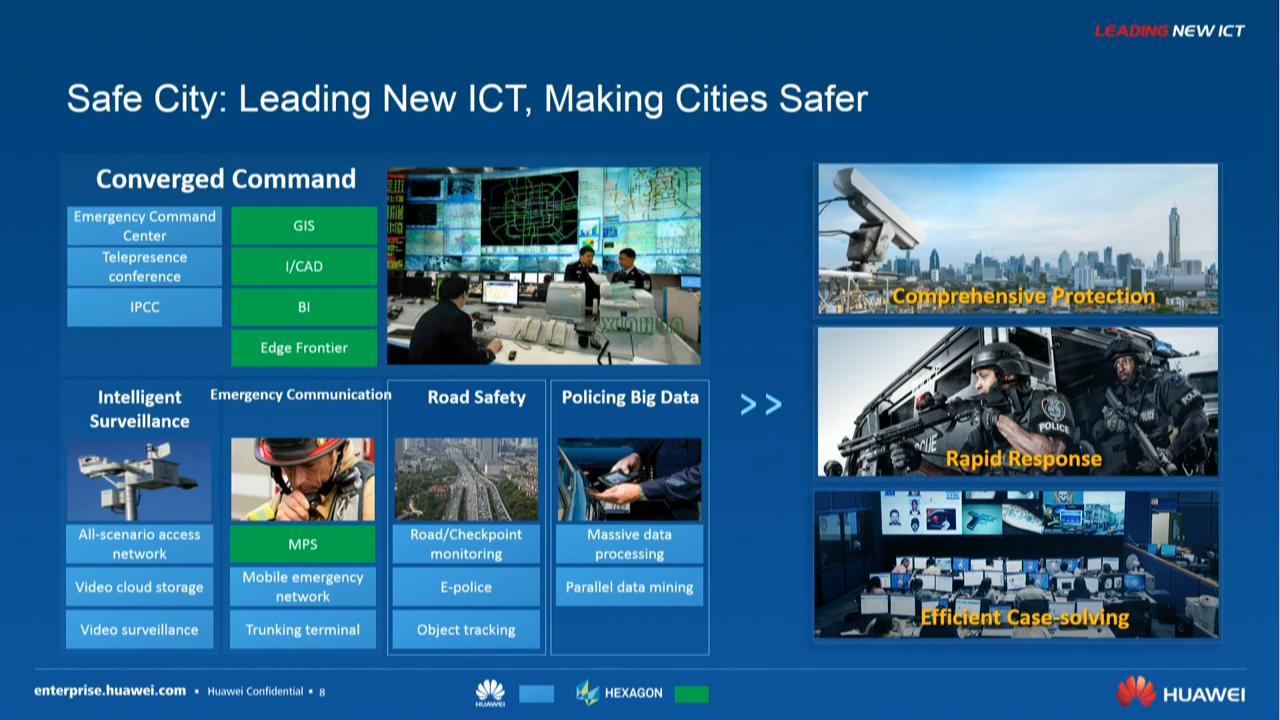 LEADING NEW ICT
Safe City: Leading New ICT, Making Cities Safer
Converged Command
Emergency Command
Center
Telepresence
conference
IPCC
GIS
I/CAD
BI
Edge Frontier
XINHUA
Intelligent
Surveillance
All-scenario access
network
Video cloud storage
Video surveillance
Emergency Communication
MPS
Mobile emergency
network
Trunking terminal
Road Safety
Road/Checkpoint
monitoring
E-police
Object tracking
Policing Big Data
Massive data
processing
Parallel data mining
>>
Comprehensive Protection
POLICE
Rapid Response
Efficient Case-solving
enterprise.huawei.com ▪ Huawei Confidential ▪ 8
HUAWEI
HEXAGON
HUAWEI